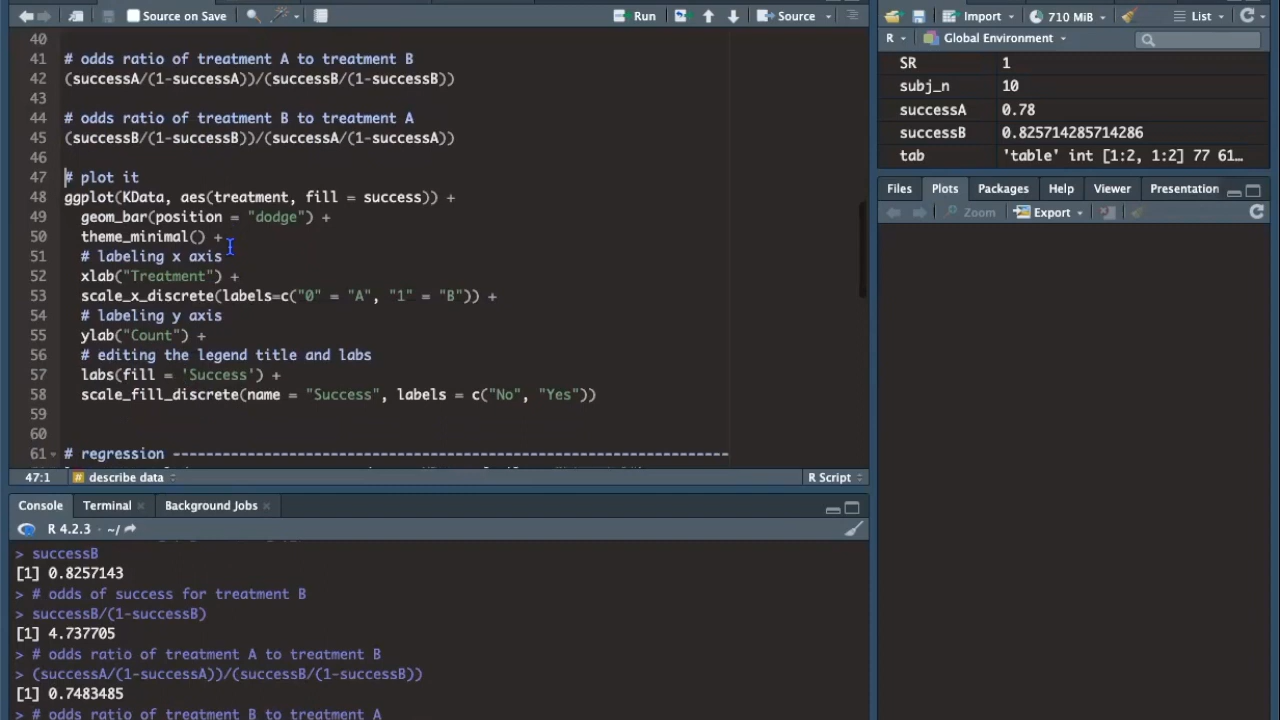 Source on Save Run Source
40
41 # odds ratio of treatment A to treatment B
42 (successA/(1-successA))/(successB/(1-successB))
43
44 # odds ratio of treatment B to treatment A
45 (successB/(1-successB))/(successA/(1-successA))
46
47 # plot it
48 ggplot(KData, aes(treatment, fill = success)) +
49 geom_bar(position = "dodge") +
50 theme_minimal() +
51 # labeling x axis
52 xlab("Treatment") +
53 scale_x_discrete(labels=c("0" = "A", "1" = "B")) +
54 # labeling y axis
55 ylab("Count") +
56 # editing the legend title and labs
57 labs(fill = 'Success') +
58 scale_fill_discrete(name = "Success", labels = c("No", "Yes"))
59
60
61 # regression -------------------------------------------------------------------
47:1 # describe data R Script
Console Terminal Background Jobs
R 4.2.3 · ~/
> successB
[1] 0.8257143
> # odds of success for treatment B
> successB/(1-successB)
[1] 4.737705
> # odds ratio of treatment A to treatment B
> (successA/(1-successA))/(successB/(1-successB))
[1] 0.7483485
> # odds ratio of treatment B to treatment A
Import 710 MiB List
R Global Environment
SR 1
subj_n 10
successA 0.78
successB 0.825714285714286
tab 'table' int [1:2, 1:2] 77 61…
Files Plots Packages Help Viewer Presentation
Zoom Export